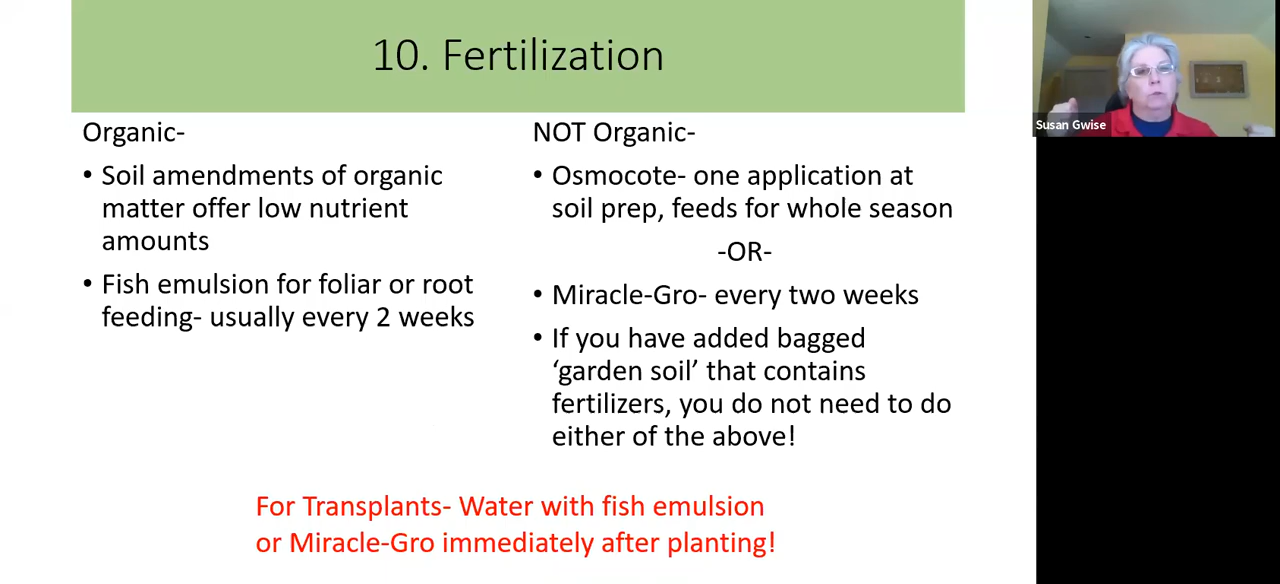 10. Fertilization
Organic-
• Soil amendments of organic
matter offer low nutrient
amounts
• Fish emulsion for foliar or root
feeding- usually every 2 weeks
NOT Organic-
• Osmocote- one application at
soil prep, feeds for whole season
-OR-
• Miracle-Gro- every two weeks
• If you have added bagged
‘garden soil’ that contains
fertilizers, you do not need to do
either of the above!
For Transplants- Water with fish emulsion
or Miracle-Gro immediately after planting!
Susan Gwise